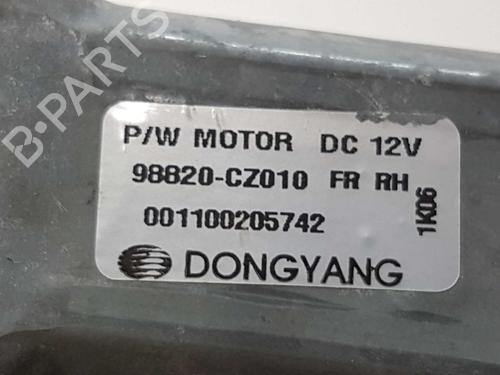 B-PARTS
P/W MOTOR DC 12V
98820-CZ010 FR RH
001100205742
1K06
DONGYANG